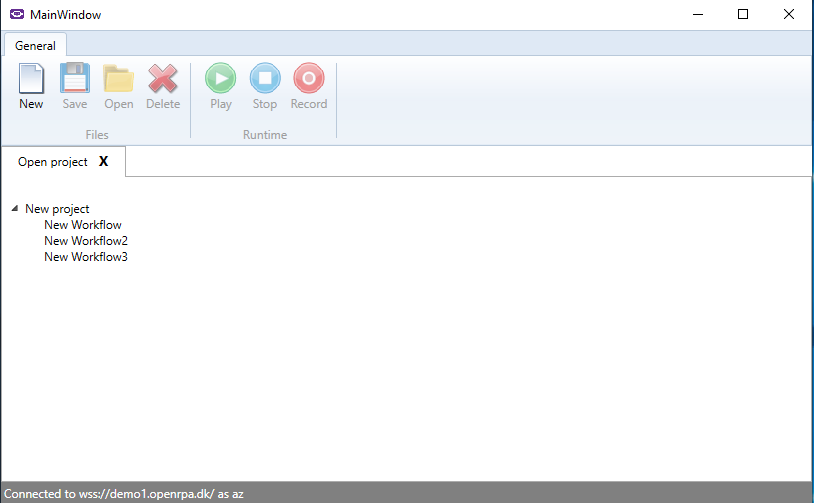 MainWindow
General
New Save Open Delete Play Stop Record
Files Runtime
Open project X
New project
New Workflow
New Workflow2
New Workflow3
Connected to wss://demo1.openrpa.dk/ as az